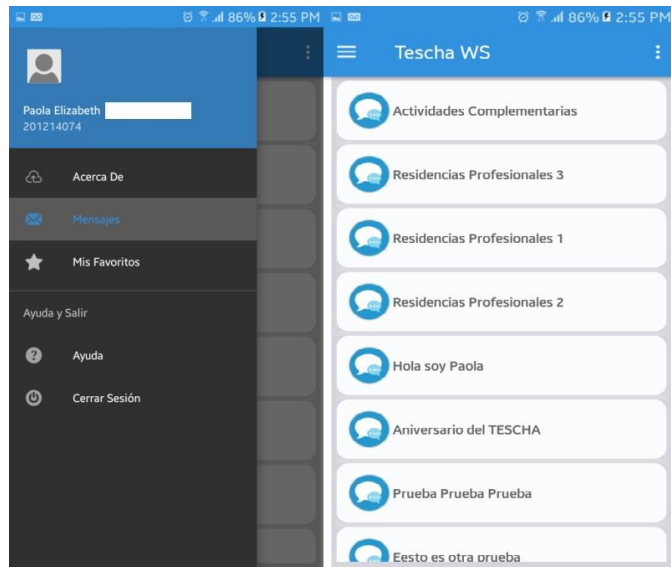 86% 2:55 PM
Paola Elizabeth
201214074
Acerca De
Mensajes
Mis Favoritos
Ayuda y Salir
Ayuda
Cerrar Sesión
86% 2:55 PM
Tescha WS
Actividades Complementarias
Residencias Profesionales 3
Residencias Profesionales 1
Residencias Profesionales 2
Hola soy Paola
Aniversario del TESCHA
Prueba Prueba Prueba
Eesto es otra prueba